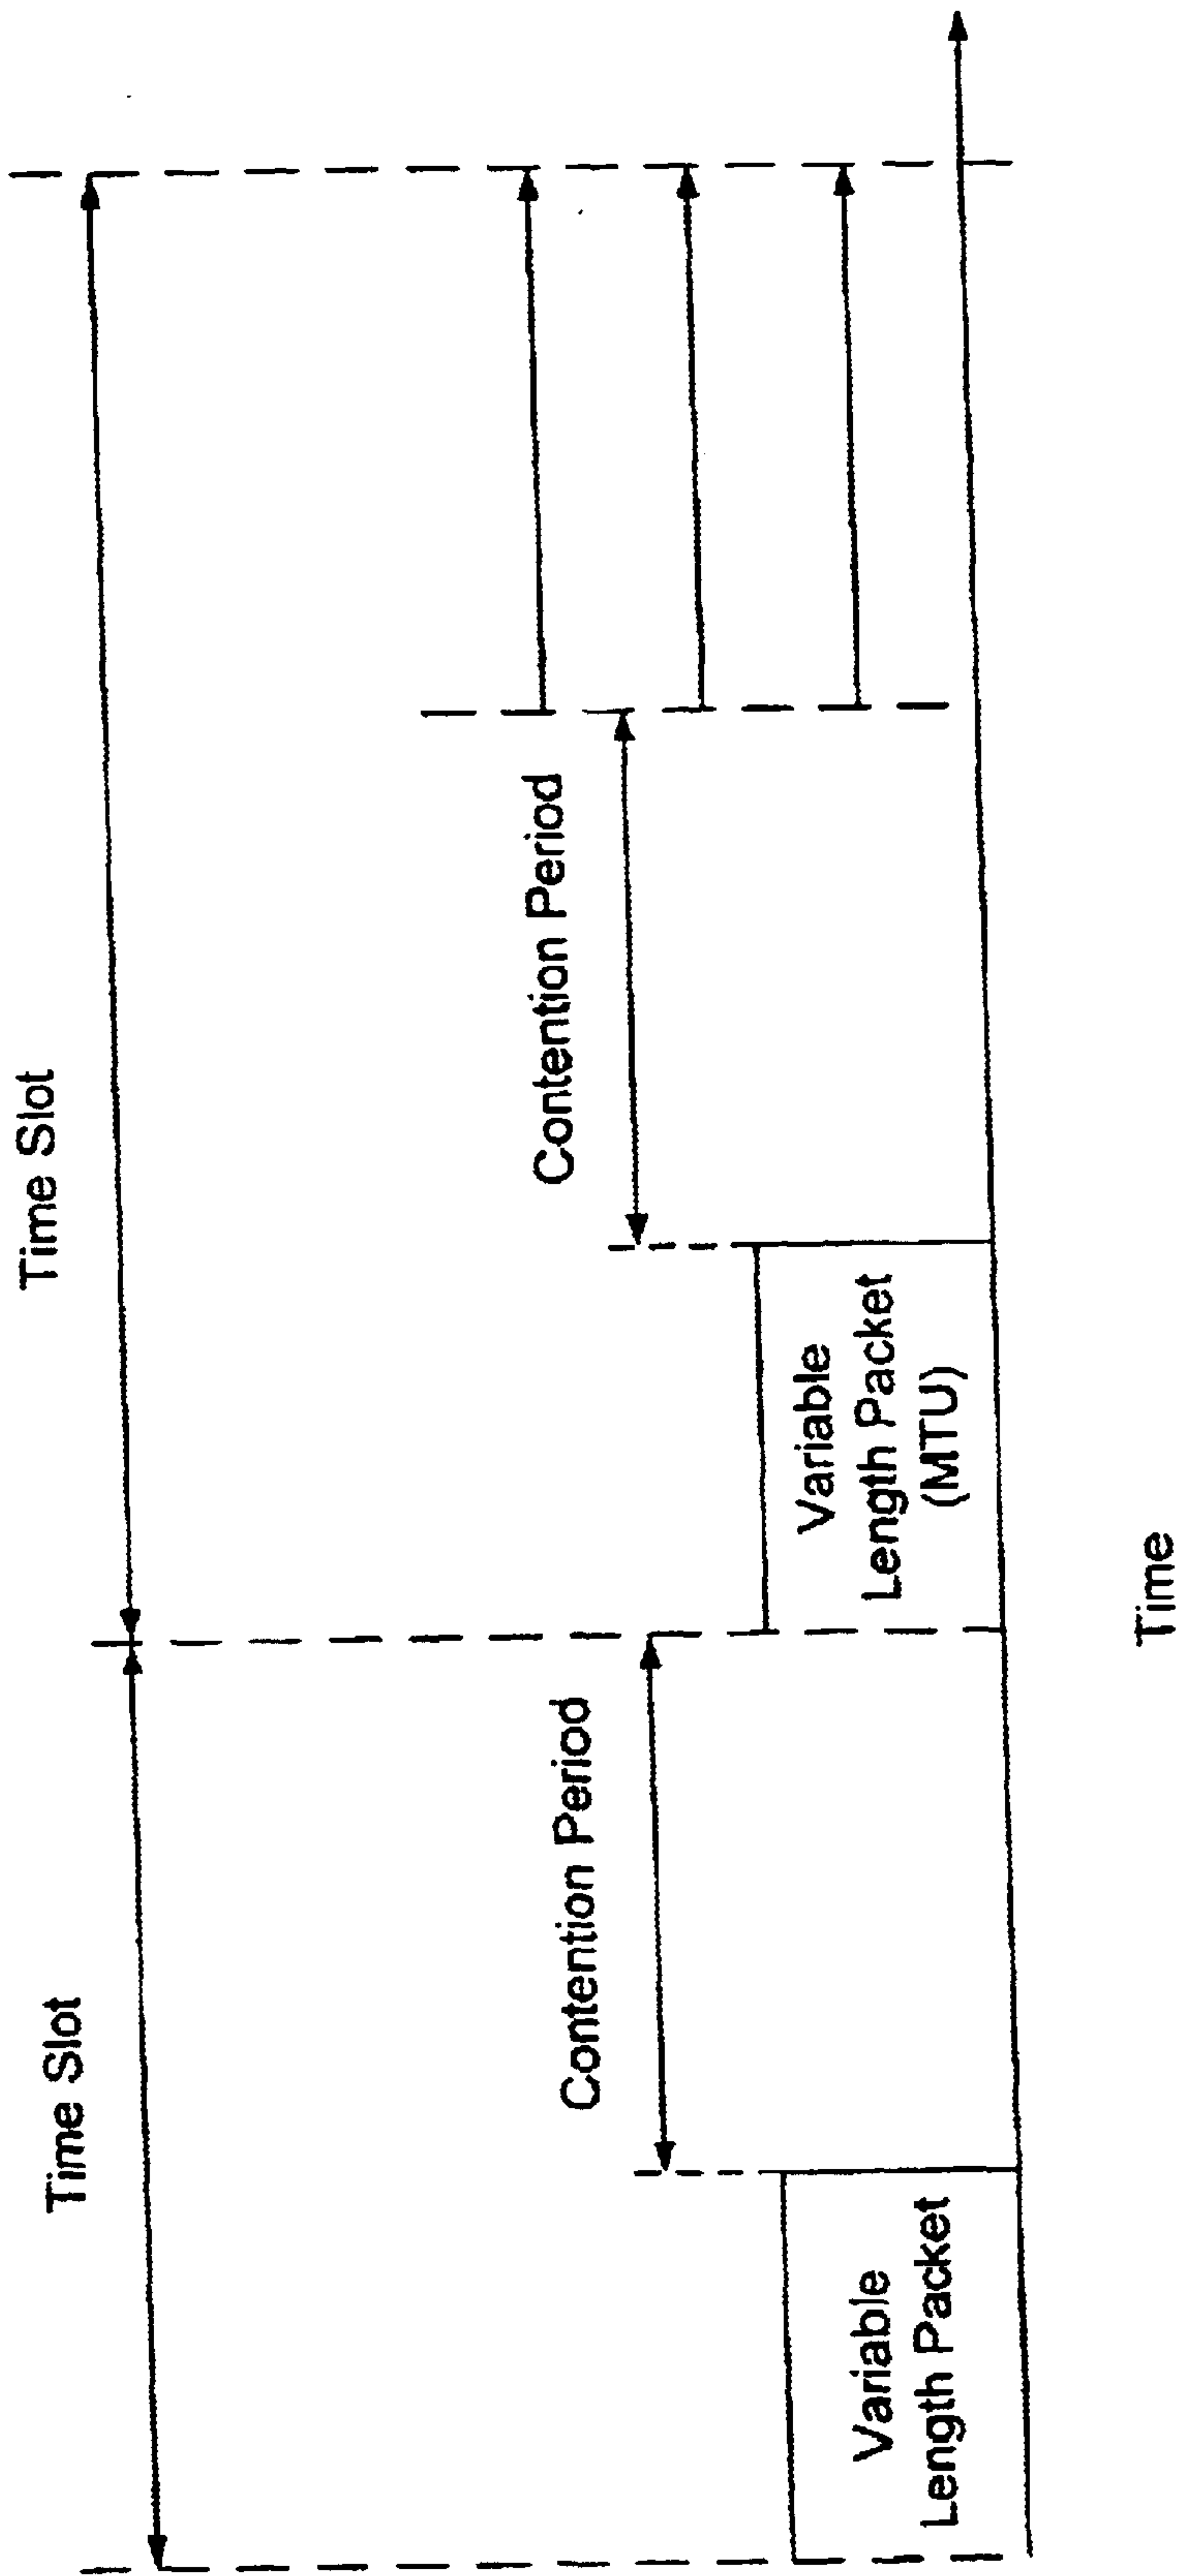 Time Slot
Time Slot
Contention Period
Contention Period
Variable
Length Packet
Variable
Length Packet
(MTU)
Time